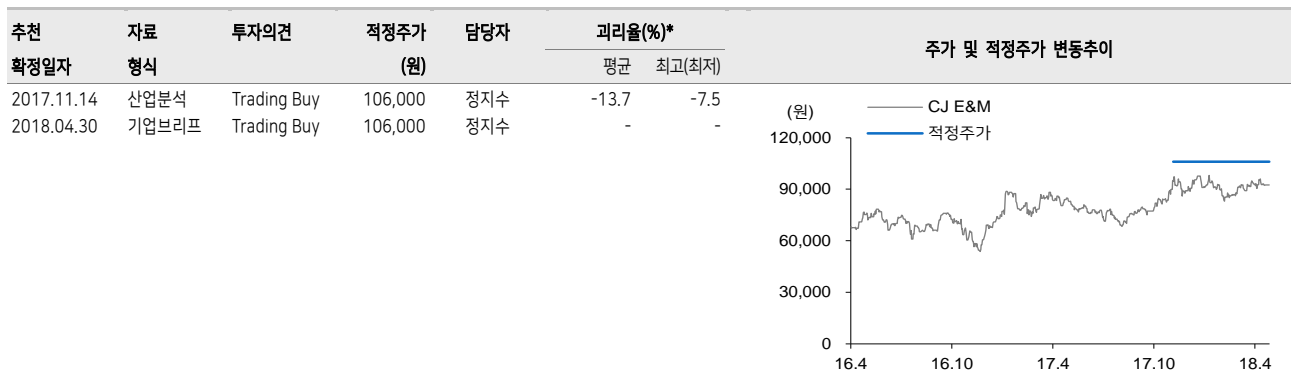 추천 자료 투자의견 적정주가 담당자 괴리율(%)* 주가 및 적정주가 변동추이
확정일자 형식 (원) 평균 최고(최저)
2017.11.14 산업분석 Trading Buy 106,000 정지수 -13.7 -7.5
2018.04.30 기업브리프 Trading Buy 106,000 정지수 - -
(원)
CJ E&M
적정주가
120,000
90,000
60,000
30,000
0
16.4 16.10 17.4 17.10 18.4